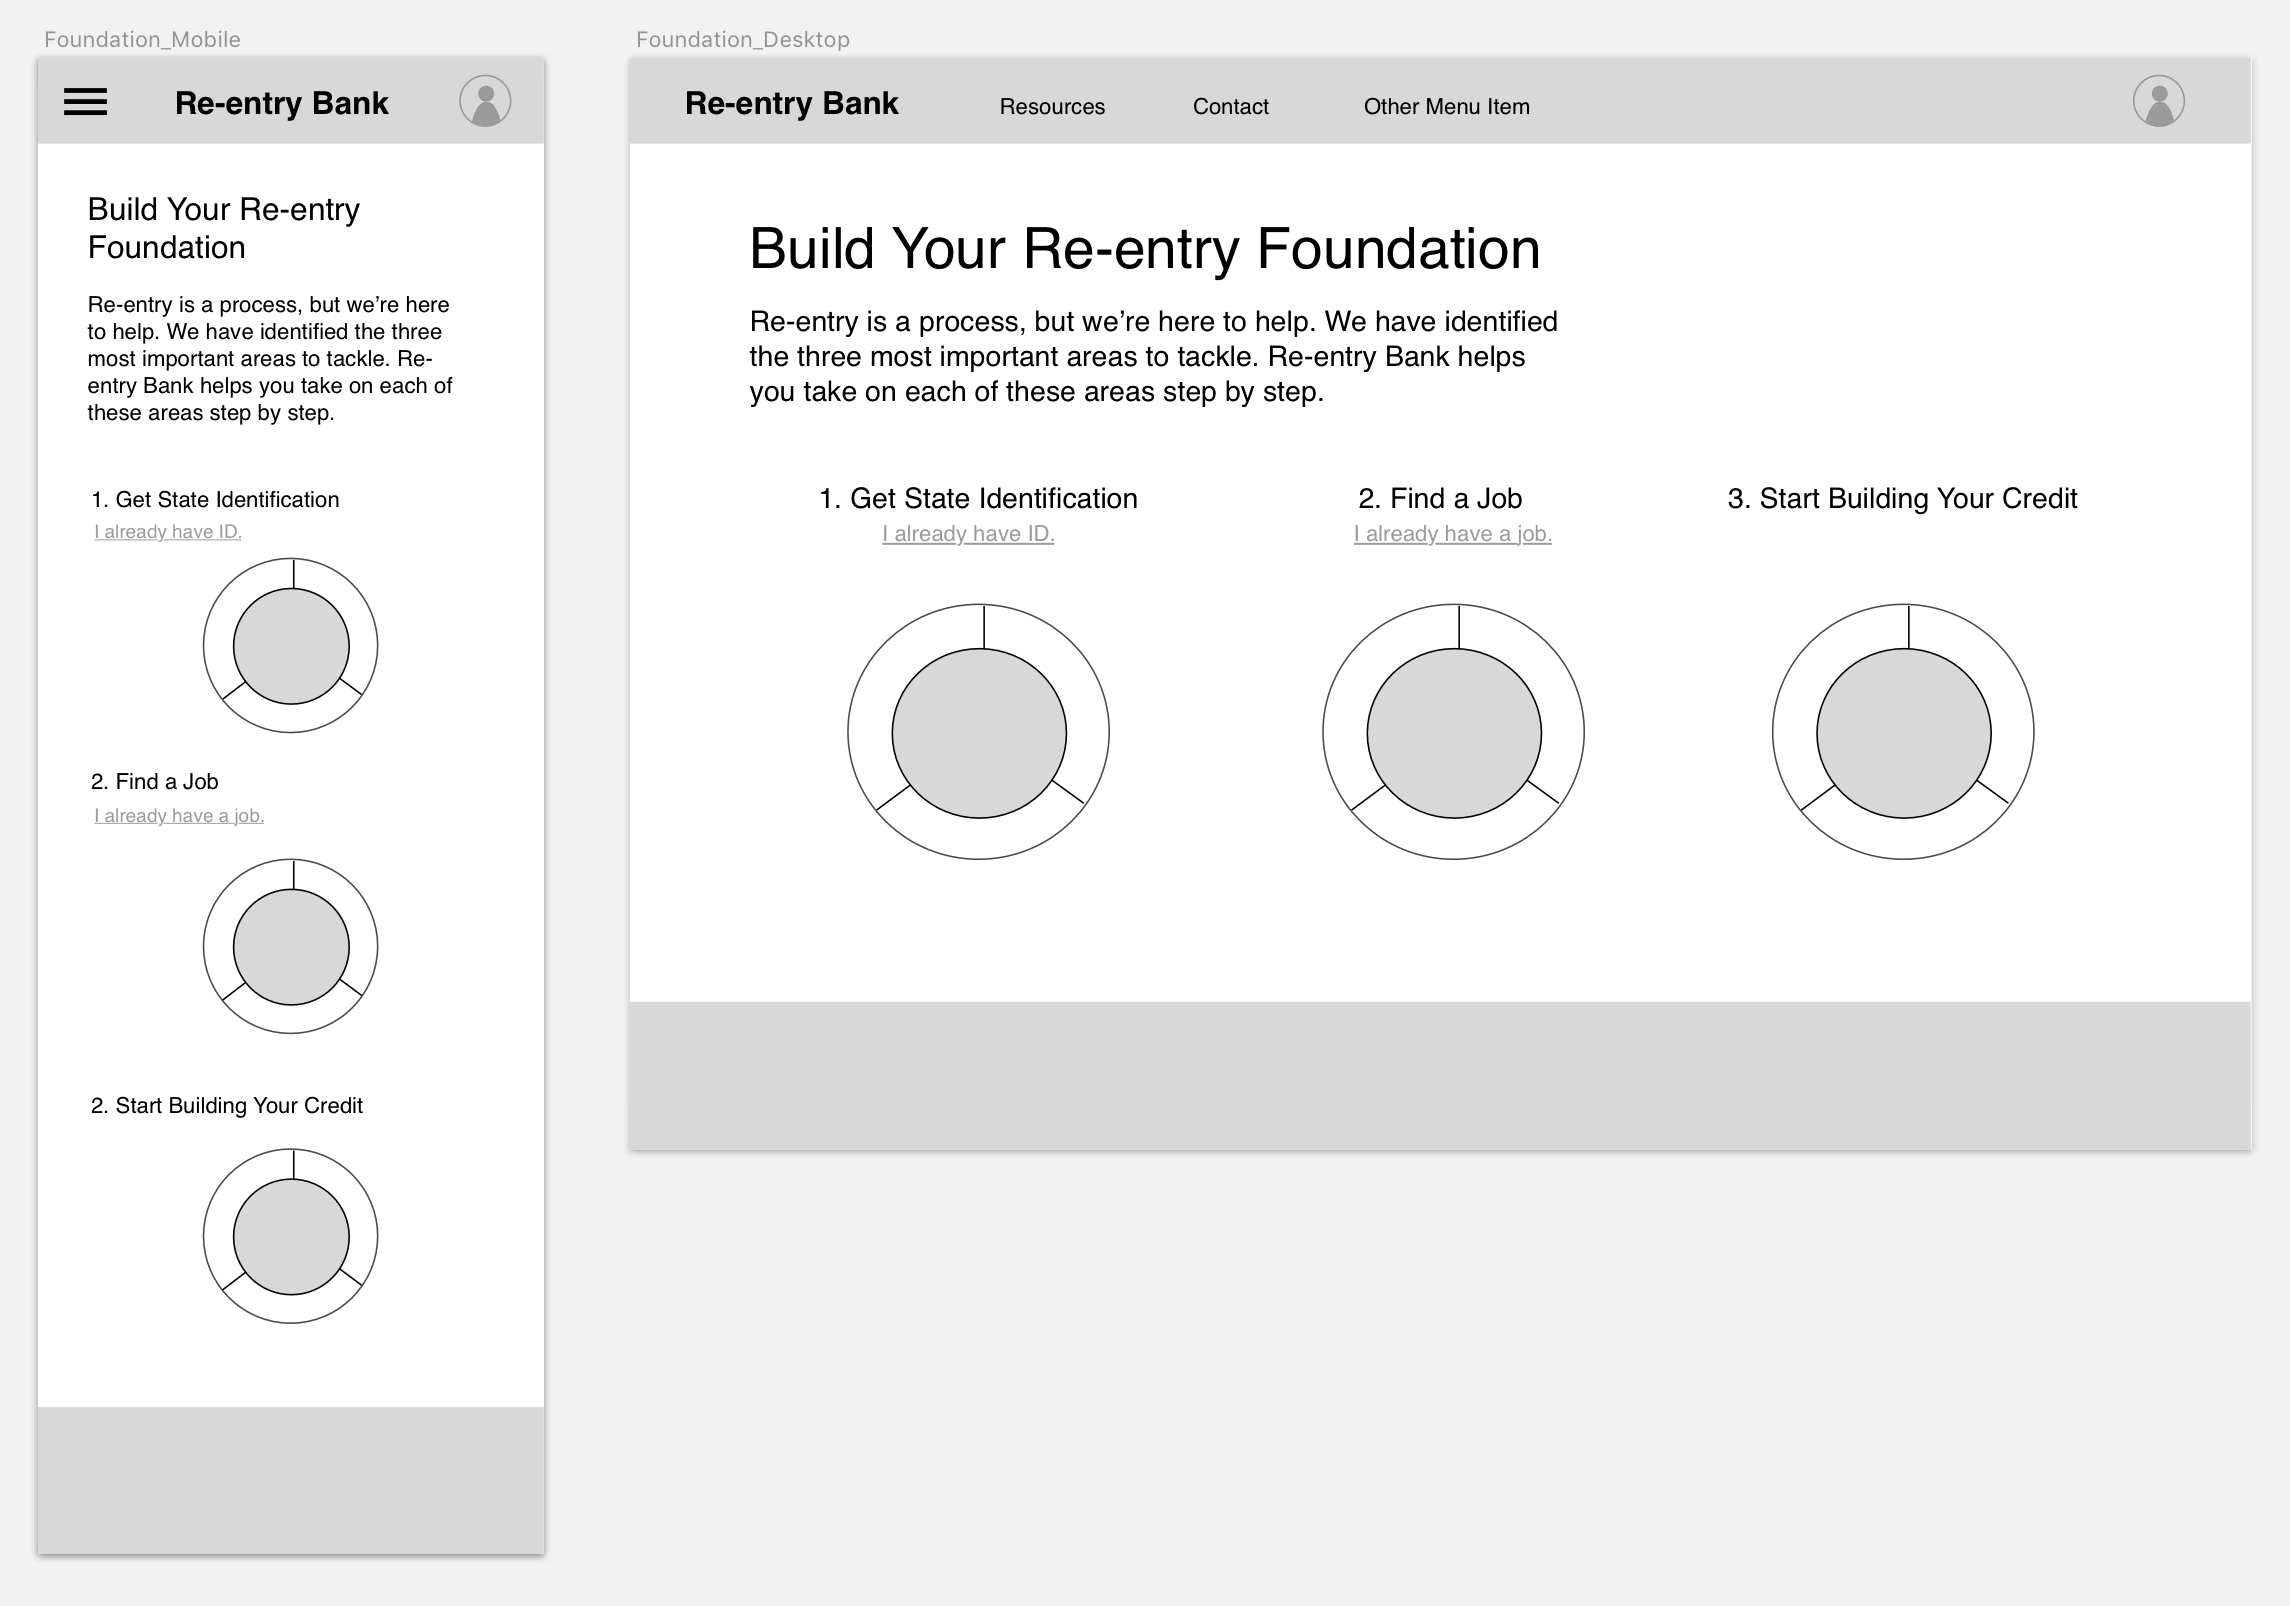 Foundation_Mobile
Re-entry Bank
Build Your Re-entry
Foundation
Re-entry is a process, but we’re here
to help. We have identified the three
most important areas to tackle. Re-
entry Bank helps you take on each of
these areas step by step.
1. Get State Identification
I already have ID.
2. Find a Job
I already have a job.
2. Start Building Your Credit
Foundation_Desktop
Re-entry Bank
Resources
Contact
Other Menu Item
Build Your Re-entry Foundation
Re-entry is a process, but we’re here to help. We have identified
the three most important areas to tackle. Re-entry Bank helps
you take on each of these areas step by step.
1. Get State Identification
I already have ID.
2. Find a Job
I already have a job.
3. Start Building Your Credit